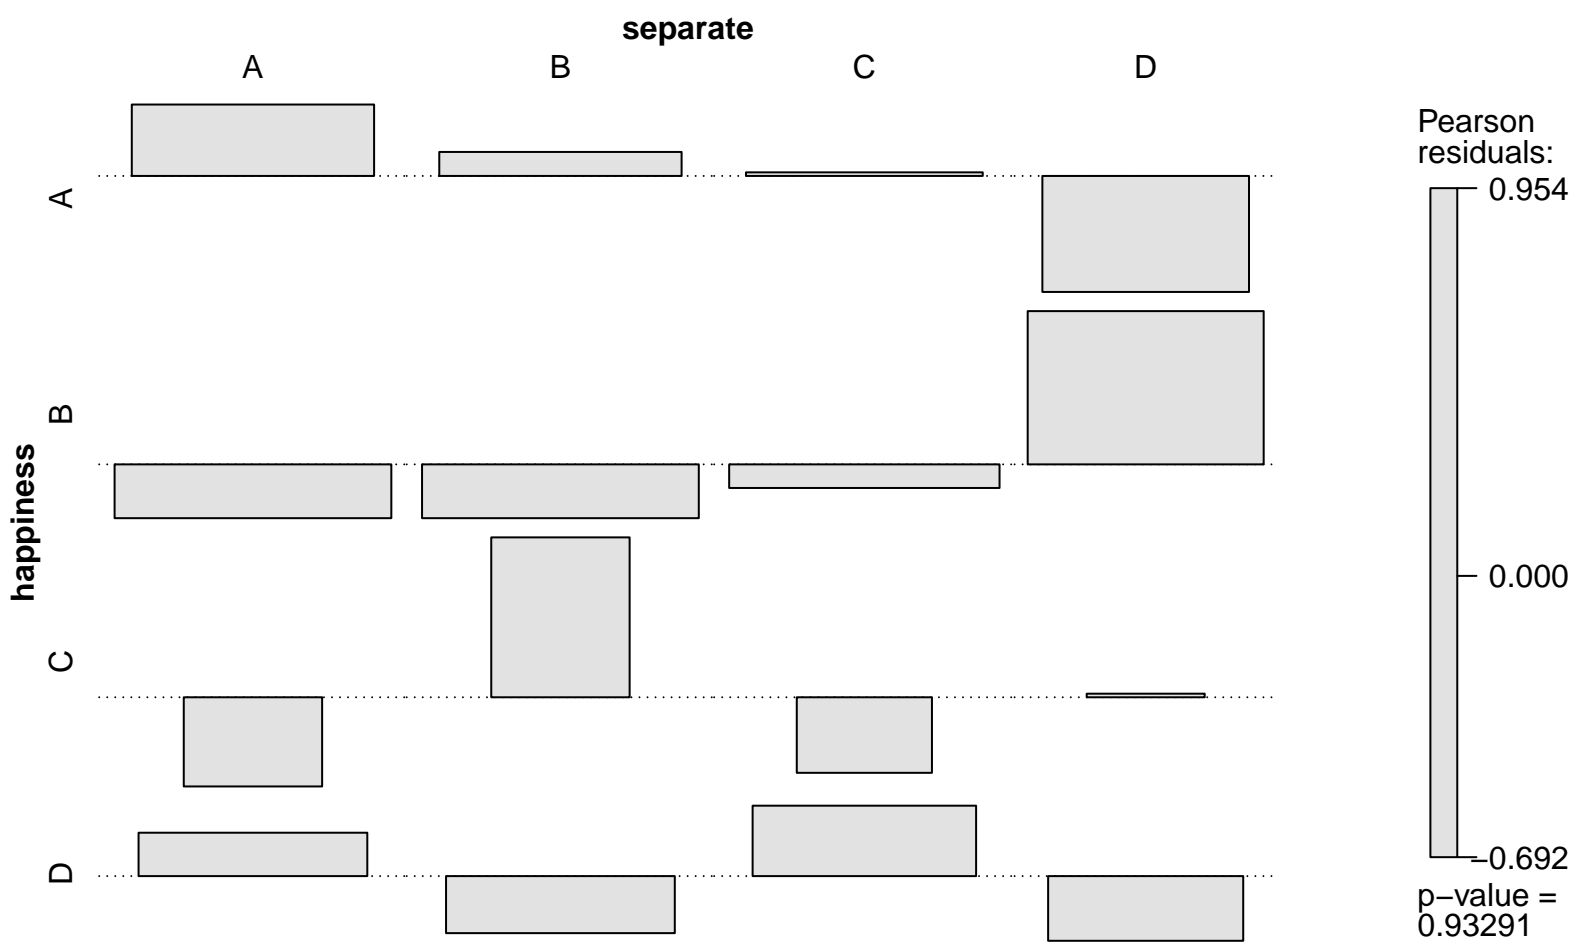 separate
A B C D
happiness
A
B
C
D
Pearson
residuals:
0.954
0.000
−0.692
p−value =
0.93291